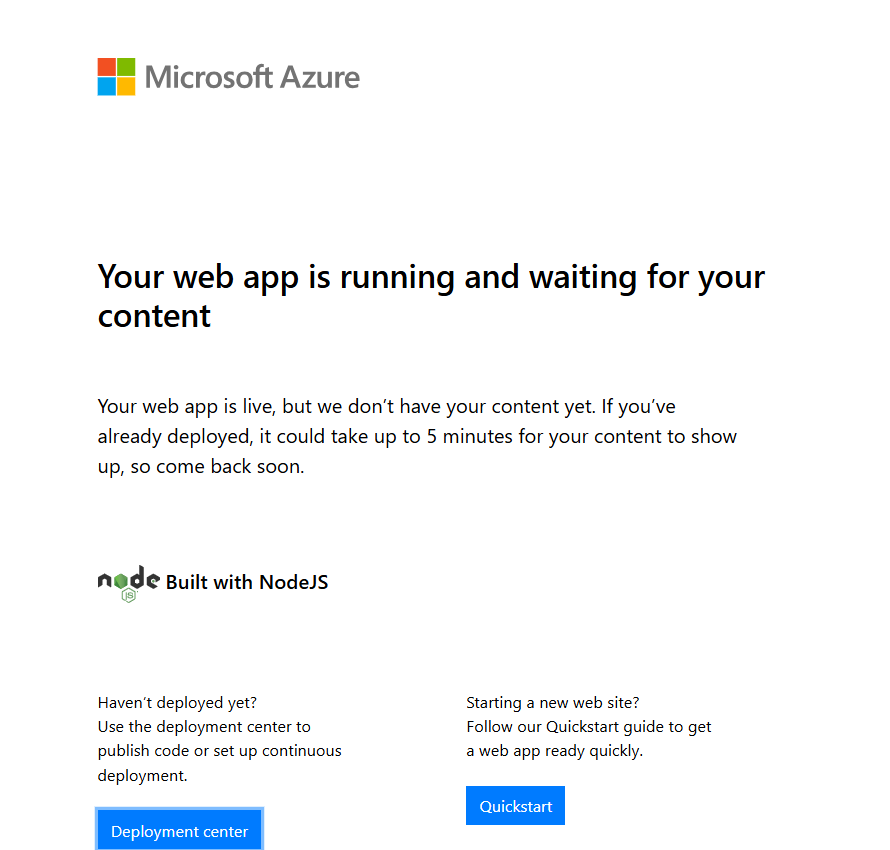 Microsoft Azure
Your web app is running and waiting for your
content
Your web app is live, but we don’t have your content yet. If you’ve
already deployed, it could take up to 5 minutes for your content to show
up, so come back soon.
node JS Built with NodeJS
Haven’t deployed yet?
Use the deployment center to
publish code or set up continuous
deployment.
Deployment center
Starting a new web site?
Follow our Quickstart guide to get
a web app ready quickly.
Quickstart